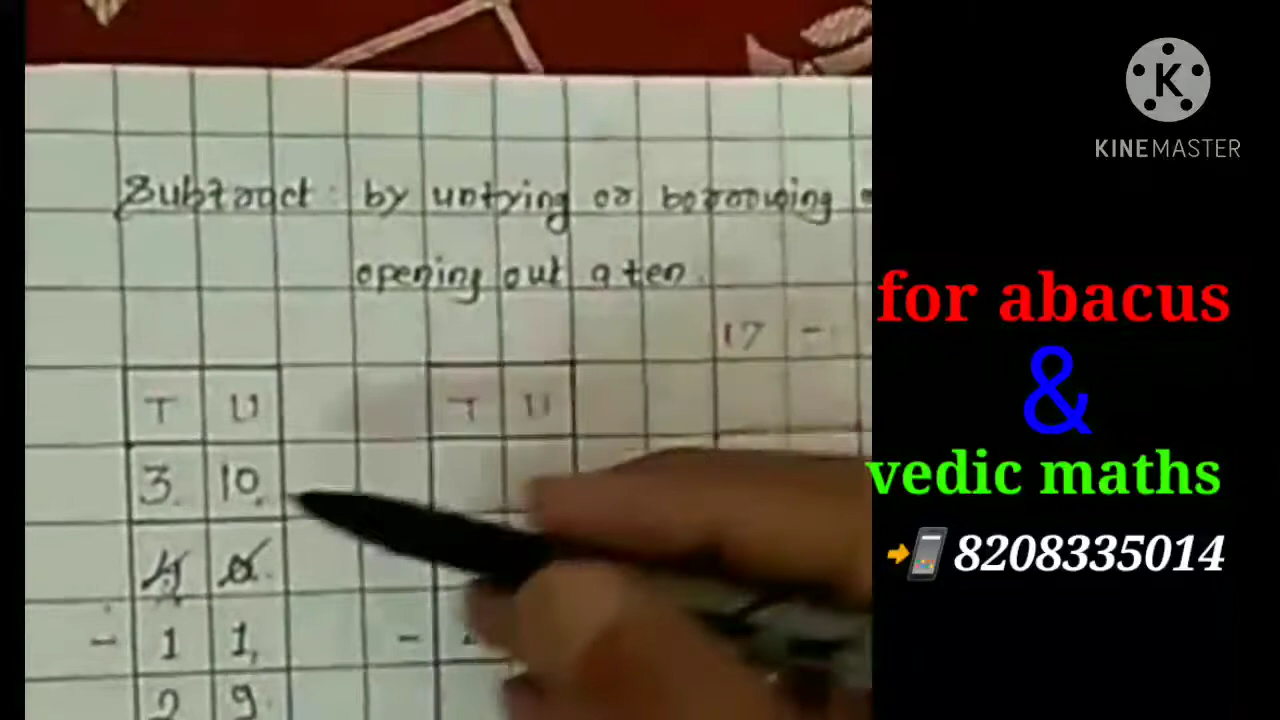 Subtract : by untying or borrowing
opening out a ten.
17 -
T U
3 10
4 0
- 1 1
2 9
T U
-
K
KINEMASTER
for abacus
&
vedic maths
8208335014